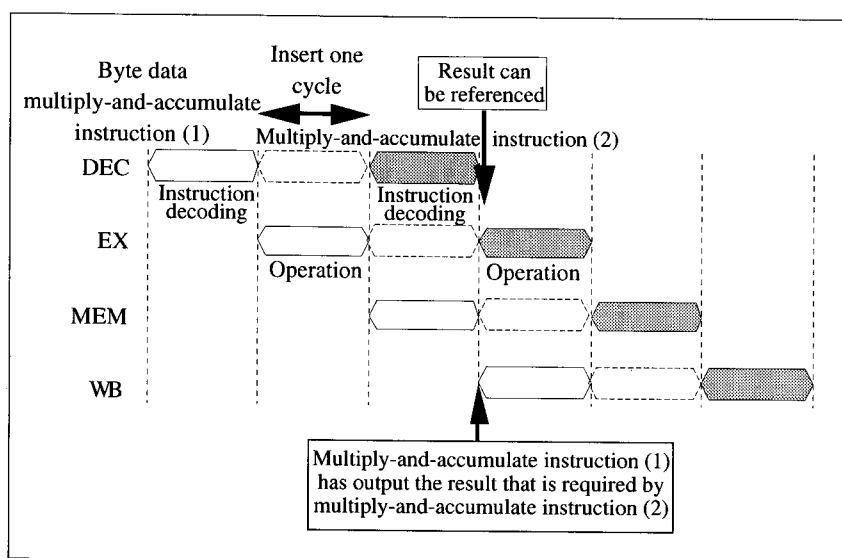 Insert one
cycle
Byte data
multiply-and-accumulate
instruction (1)
Result can
be referenced
Multiply-and-accumulate instruction (2)
DEC
Instruction
decoding
Instruction
decoding
EX
Operation
Operation
MEM
WB
Multiply-and-accumulate instruction (1)
has output the result that is required by
multiply-and-accumulate instruction (2)